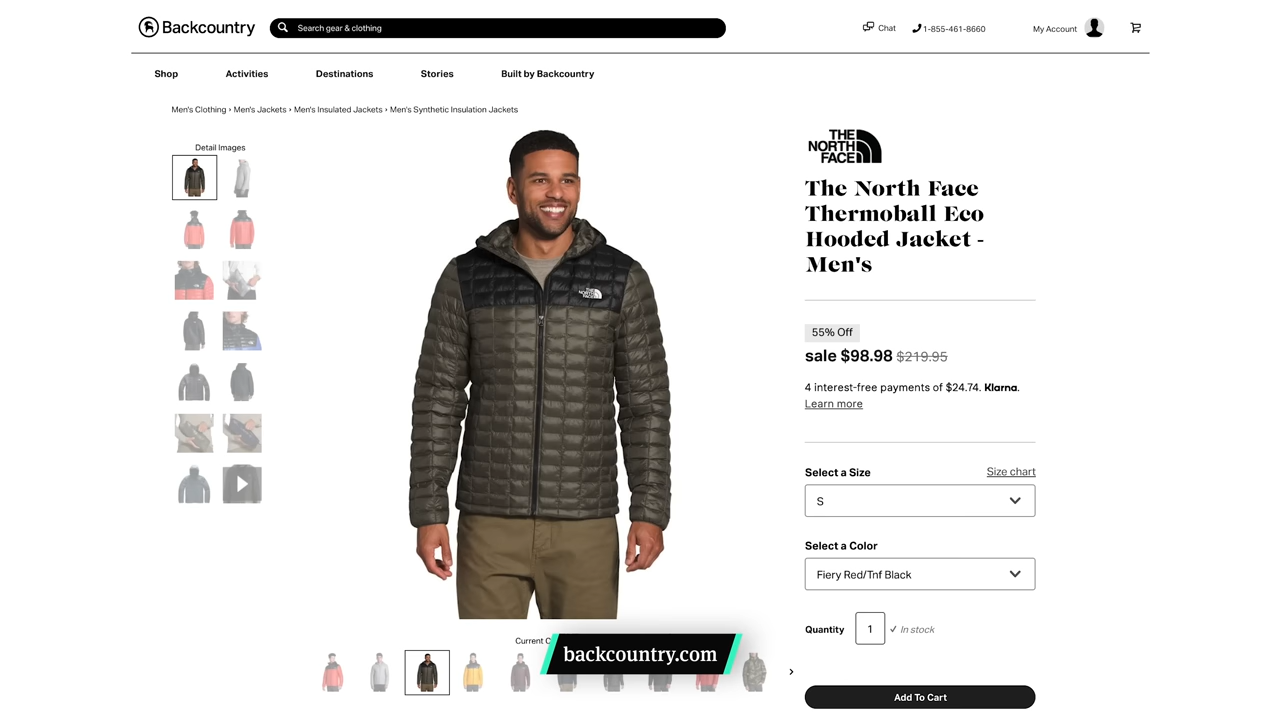 Backcountry
Search gear & clothing
Chat
1-855-461-8660
My Account
Shop
Activities
Destinations
Stories
Built by Backcountry
Men's Clothing › Men's Jackets › Men's Insulated Jackets › Men's Synthetic Insulation Jackets
Detail Images
THE
NORTH
FACE
The North Face
Thermoball Eco
Hooded Jacket -
Men's
55% Off
sale $98.98 $219.95
4 interest-free payments of $24.74. Klarna.
Learn more
Select a Size
Size chart
S
Select a Color
Fiery Red/Tnf Black
Quantity
1
In stock
Add To Cart
THE
NORTH
FACE
Current C
backcountry.com